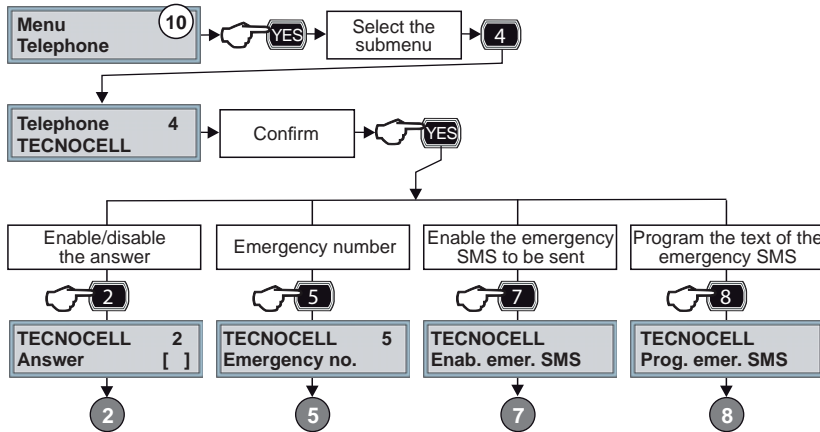 Menu 10
Telephone
YES
Select the
submenu
4
Telephone 4
TECNOCELL
Confirm
YES
Enable/disable
the answer
Emergency number
Enable the emergency
SMS to be sent
Program the text of the
emergency SMS
2
5
7
8
TECNOCELL 2
Answer [ ]
TECNOCELL 5
Emergency no.
TECNOCELL
Enab. emer. SMS
TECNOCELL
Prog. emer. SMS
2
5
7
8